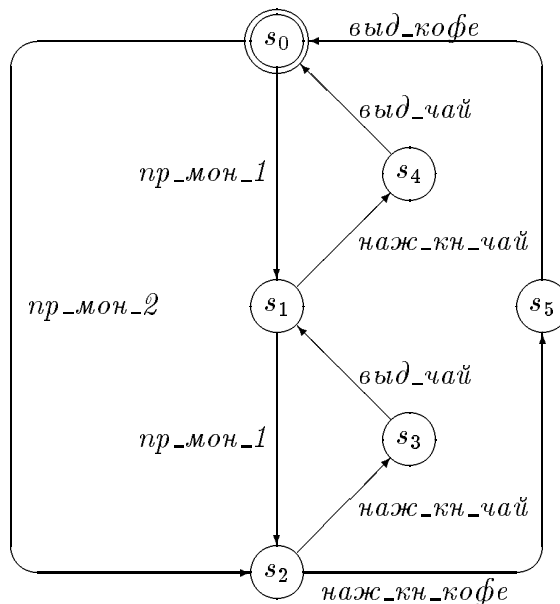 s₀
выд_кофе
выд_чай
пр_мон_1
s₄
наж_кн_чай
пр_мон_2
s₁
s₅
выд_чай
пр_мон_1
s₃
наж_кн_чай
s₂
наж_кн_кофе